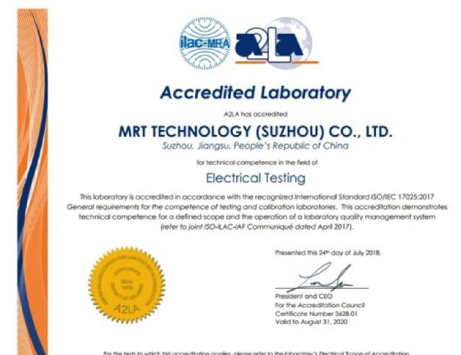 ilac-MRA
A2LA
Accredited Laboratory
A2LA has accredited
MRT TECHNOLOGY (SUZHOU) CO., LTD.
Suzhou, Jiangsu, People's Republic of China
for technical competence in the field of
Electrical Testing
This laboratory is accredited in accordance with the recognized International Standard ISO/IEC 17025:2017
General requirements for the competence of testing and calibration laboratories. This accreditation demonstrates
technical competence for a defined scope and the operation of a laboratory quality management system
(refer to joint ISO-ILAC-IAF Communiqué dated April 2017).
Presented this 24th day of July 2018.
President and CEO
For the Accreditation Council
Certificate Number 3628.01
Valid to August 31, 2020
CORPORATE
SEAL
A2LA
For the tests to which this accreditation applies, please refer to the laboratory's Electrical Scope of Accreditation